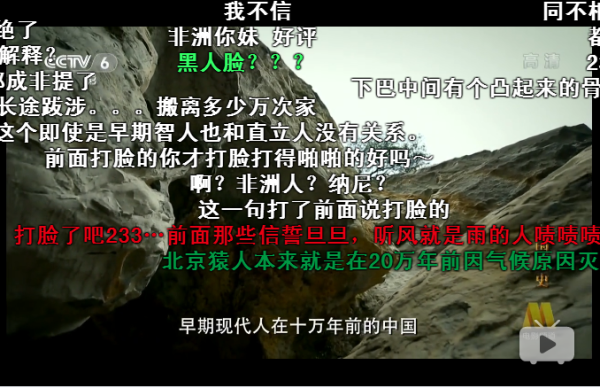 我不信
同不相
绝了
非洲你妹 好评
都
解释?
CCTV 6
高清
黑人脸???
23
那成非提了
下巴中间有个凸起来的骨
长途跋涉。。。搬离多少万次家
这个即使是早期智人也和直立人没有关系。
前面打脸的你才打脸打得啪啪的好吗~
啊?非洲人?纳尼?
这一句打了前面说打脸的
打脸了吧233…前面那些信誓旦旦,听风就是雨的人啧啧啧
北京猿人本来就是在20万年前因气候原因灭
史
早期现代人在十万年前的中国